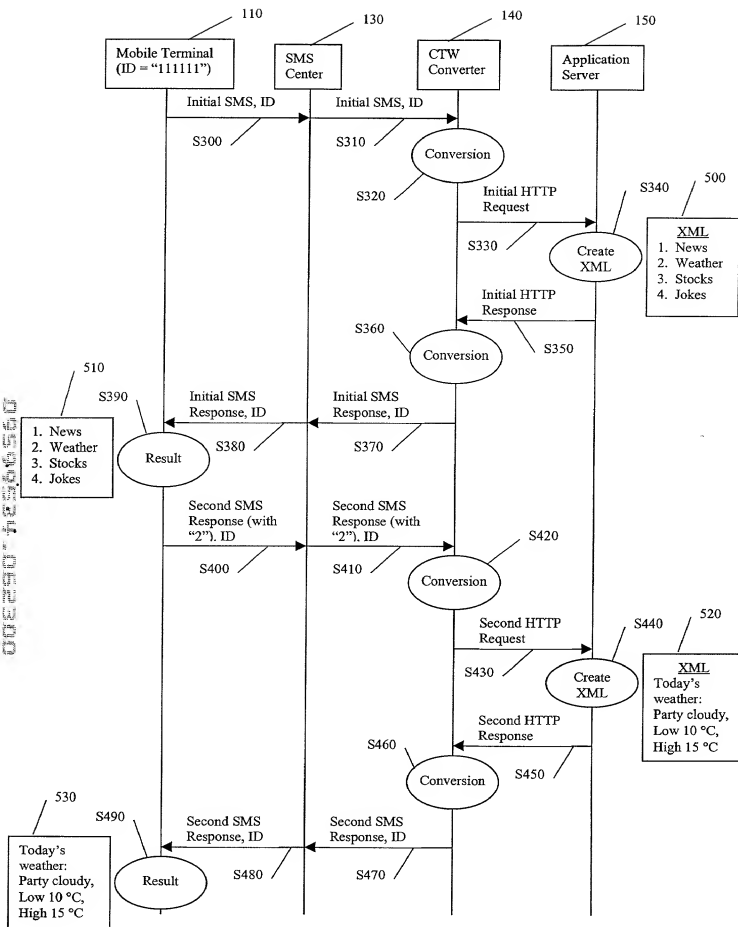 110
130
140
150
Mobile Terminal
(ID = “111111”)
SMS
Center
CTW
Converter
Application
Server
Initial SMS, ID
Initial SMS, ID
S300
S310
Conversion
S320
Initial HTTP
Request
S330
S340
500
Create
XML
XML
1. News
2. Weather
3. Stocks
4. Jokes
Initial HTTP
Response
S350
S360
Conversion
510
S390
Initial SMS
Response, ID
Initial SMS
Response, ID
S380
S370
1. News
2. Weather
3. Stocks
4. Jokes
Result
Second SMS
Response (with
“2”). ID
Second SMS
Response (with
“2”). ID
S400
S410
S420
Conversion
Second HTTP
Request
S430
S440
520
Create
XML
XML
Today’s
weather:
Party cloudy,
Low 10 °C,
High 15 °C
Second HTTP
Response
S450
S460
Conversion
530
S490
Second SMS
Response, ID
Second SMS
Response, ID
S480
S470
Today’s
weather:
Party cloudy,
Low 10 °C,
High 15 °C
Result